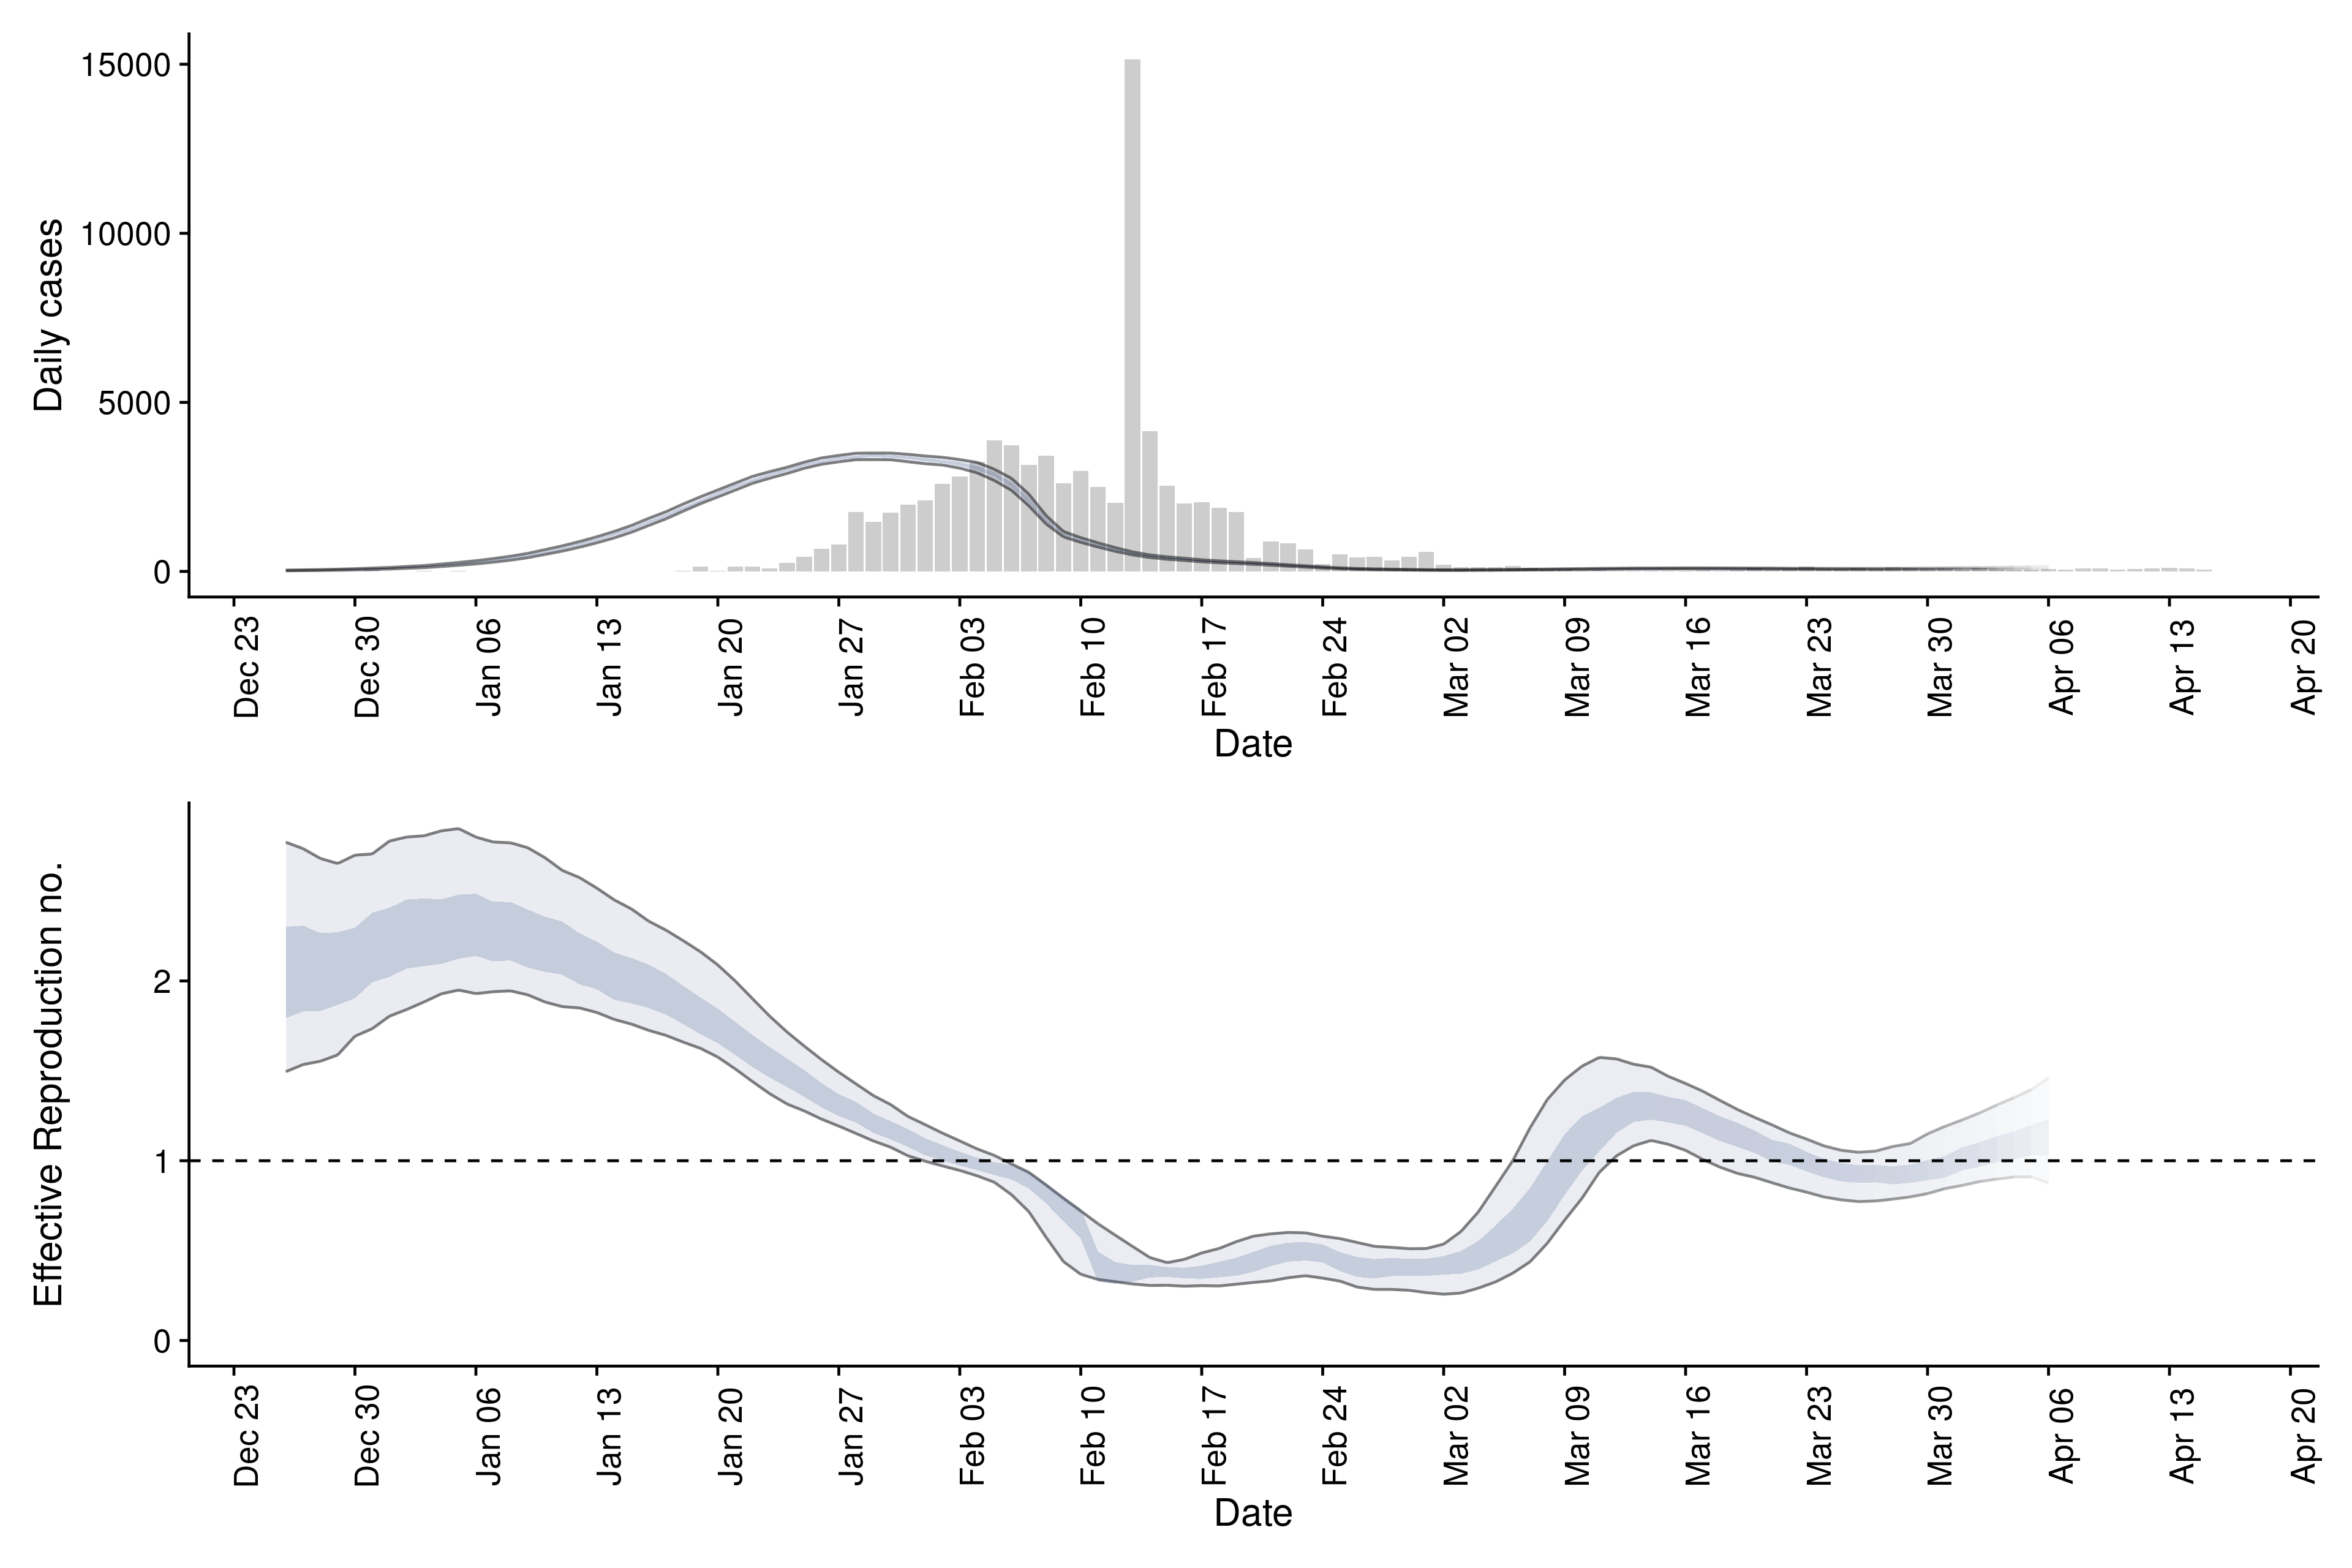 Daily cases
15000
10000
5000
0
Dec 23
Dec 30
Jan 06
Jan 13
Jan 20
Jan 27
Feb 03
Feb 10
Feb 17
Feb 24
Mar 02
Mar 09
Mar 16
Mar 23
Mar 30
Apr 06
Apr 13
Apr 20
Date
Effective Reproduction no.
2
1
0
Dec 23
Dec 30
Jan 06
Jan 13
Jan 20
Jan 27
Feb 03
Feb 10
Feb 17
Feb 24
Mar 02
Mar 09
Mar 16
Mar 23
Mar 30
Apr 06
Apr 13
Apr 20
Date